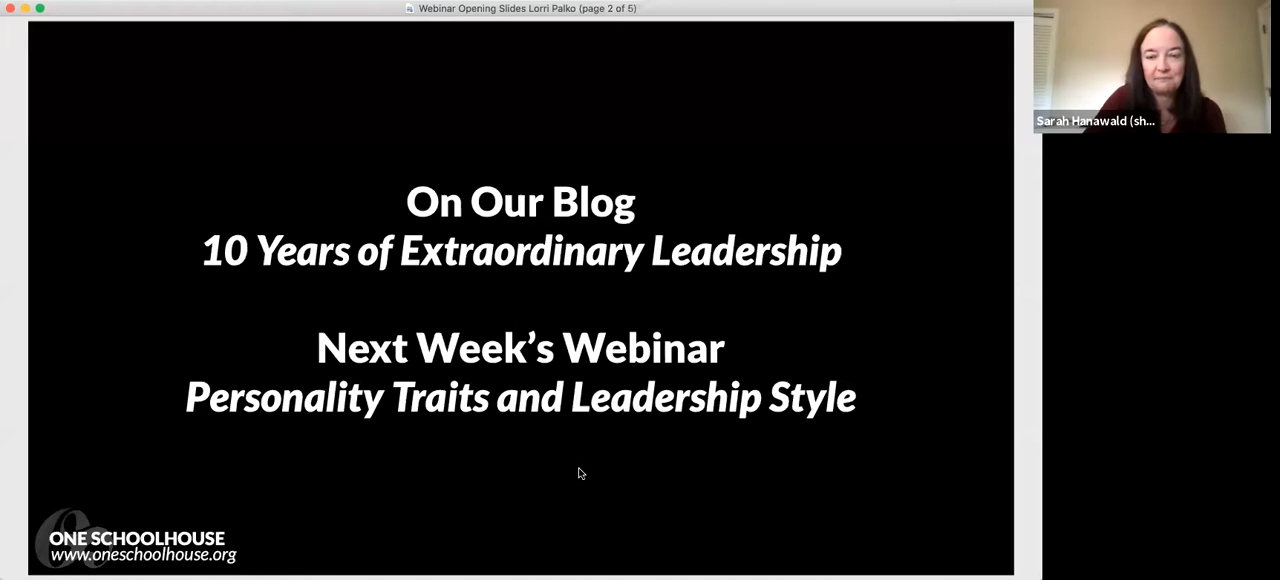 Webinar Opening Slides Lorri Palko (page 2 of 5)
Sarah Hanawald (sh...
On Our Blog
10 Years of Extraordinary Leadership
Next Week's Webinar
Personality Traits and Leadership Style
ONE SCHOOLHOUSE
www.oneschoolhouse.org